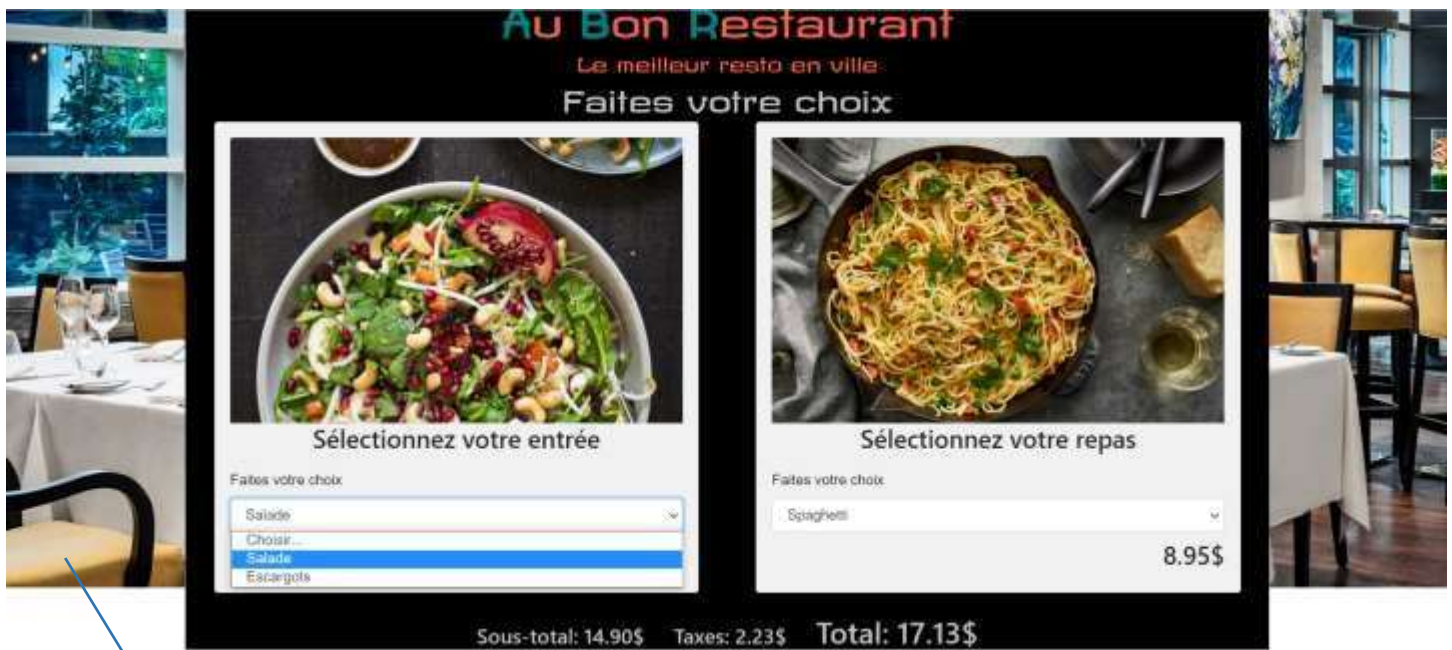 Au Bon Restaurant
Le meilleur resto en ville
Faites votre choix
Sélectionnez votre entrée
Faites votre choix
Salade
Choisir...
Salade
Escargots
Sélectionnez votre repas
Faites votre choix
Spaghetti
8.95$
Sous-total: 14.90$ Taxes: 2.23$ Total: 17.13$